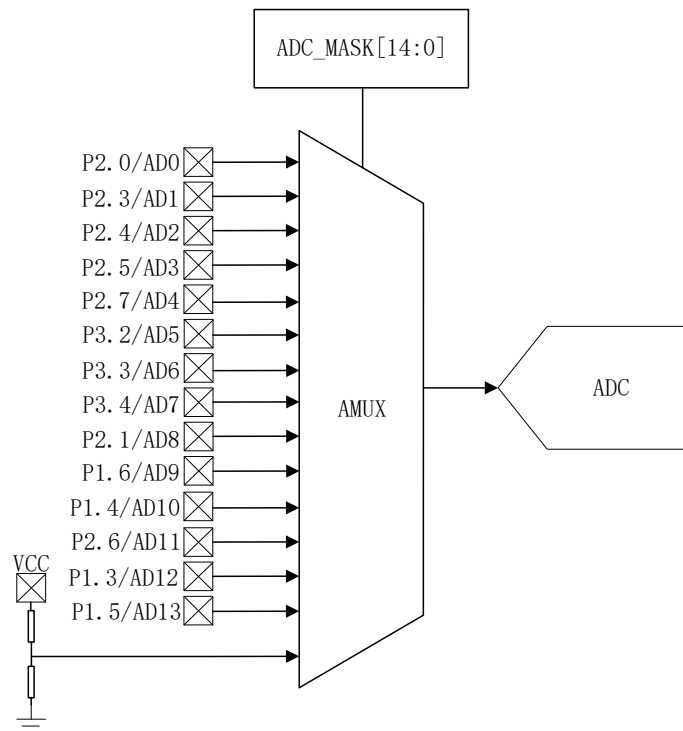 ADC_MASK[14:0]
P2.0/AD0
P2.3/AD1
P2.4/AD2
P2.5/AD3
P2.7/AD4
P3.2/AD5
P3.3/AD6
P3.4/AD7
P2.1/AD8
P1.6/AD9
P1.4/AD10
P2.6/AD11
P1.3/AD12
P1.5/AD13
VCC
AMUX
ADC